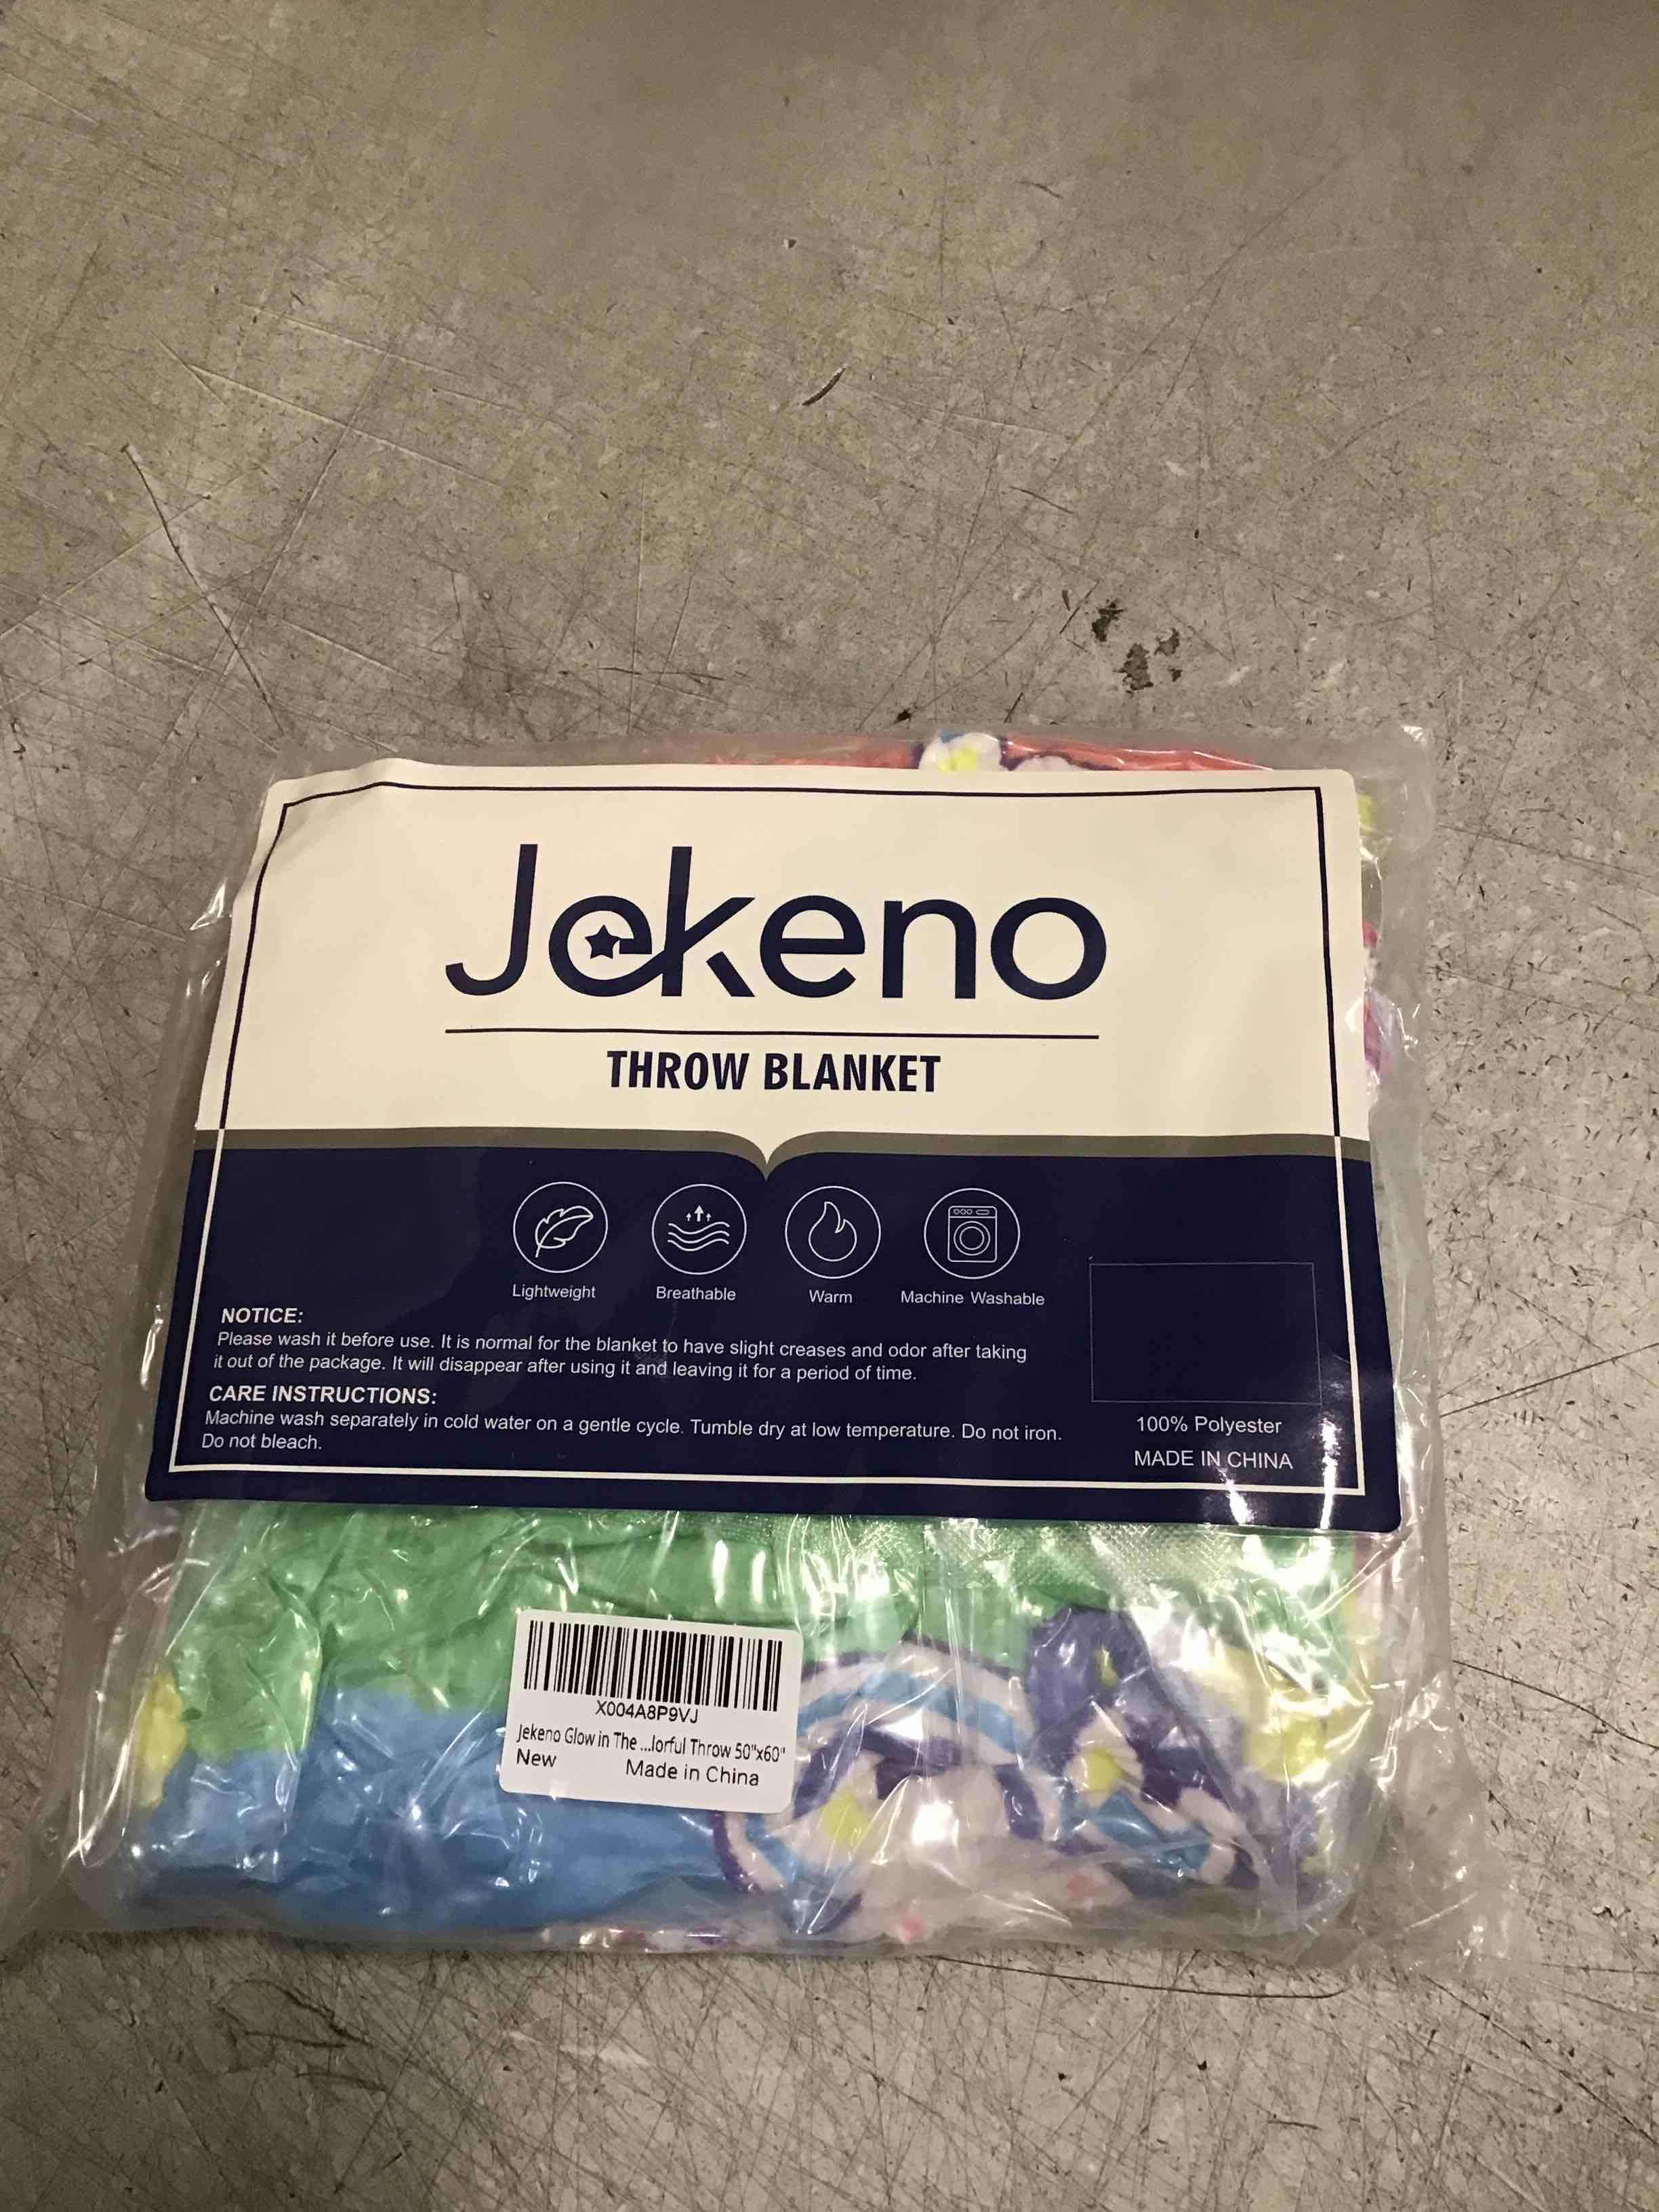 Jekeno
THROW BLANKET
Lightweight
Breathable
Warm
Machine Washable
NOTICE:
Please wash it before use. It is normal for the blanket to have slight creases and odor after taking
it out of the package. It will disappear after using it and leaving it for a period of time.
CARE INSTRUCTIONS:
Machine wash separately in cold water on a gentle cycle. Tumble dry at low temperature. Do not iron.
Do not bleach.
100% Polyester
MADE IN CHINA
X004A8P9VJ
Jekeno Glow in The ...lorful Throw 50"x60"
New Made in China